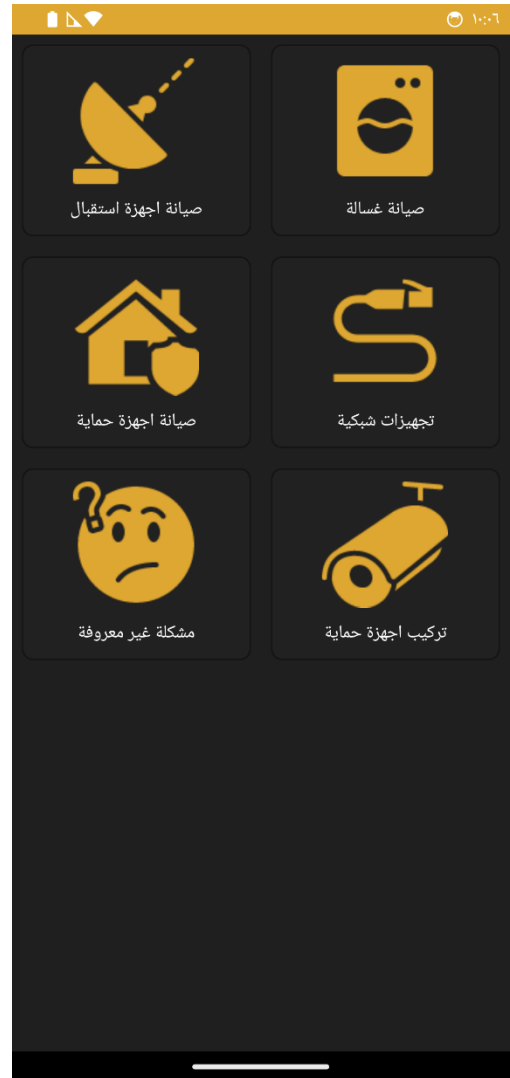 ١٠:٠٦
صيانة غسالة
صيانة اجهزة استقبال
تجهيزات شبكية
صيانة اجهزة حماية
تركيب اجهزة حماية
مشكلة غير معروفة